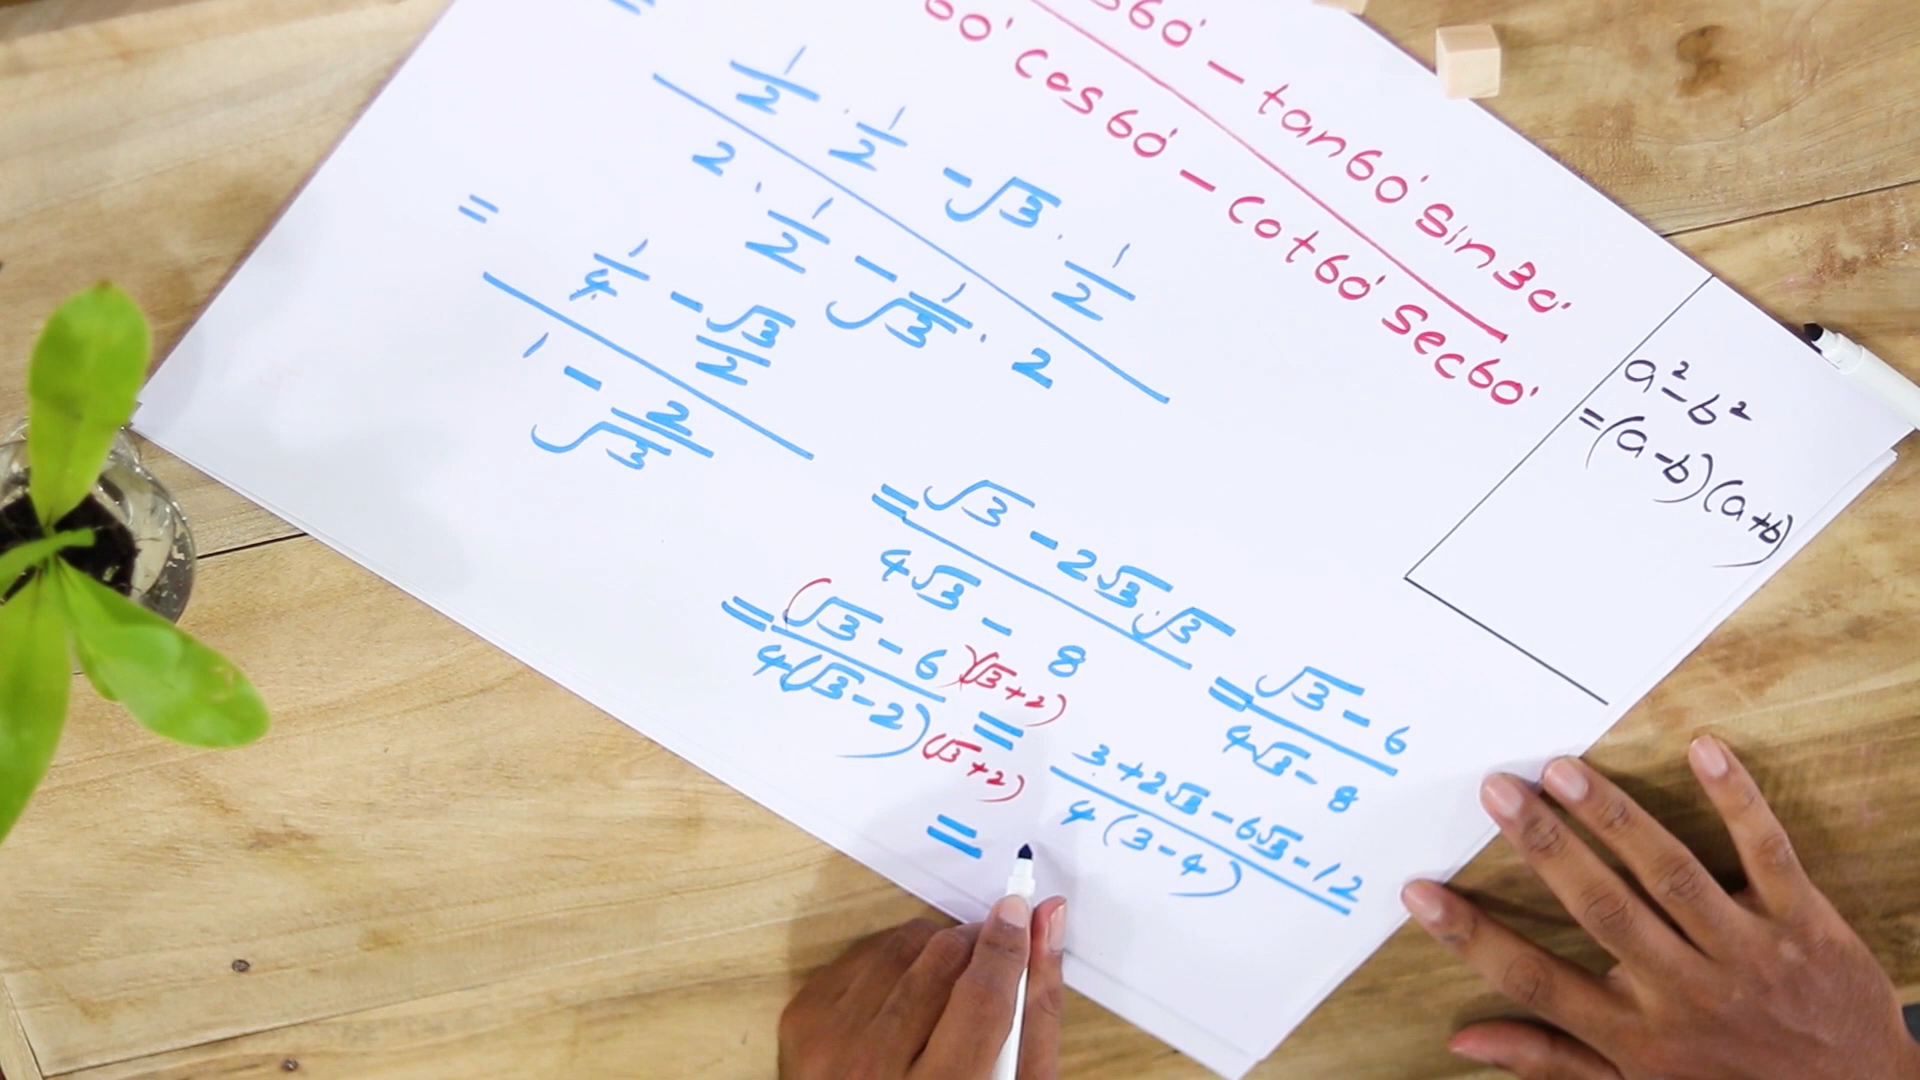 60° - tan60° sin30°
60° cos60° - cot60° sec60°
=
1/2 · 1/2 - √3 · 1/2
2 · 1/2 - 1/√3 · 2
=
1/4 - √3/2
1 - 2/√3
= √3 - 2√3·√3
4√3 - 8
= √3 - 6
4√3 - 8
= (√3 - 6)(√3+2)
4(√3 - 2)(√3+2)
= 3+2√3-6√3-12
4(3-4)
=
a²-b²
=(a-b)(a+b)